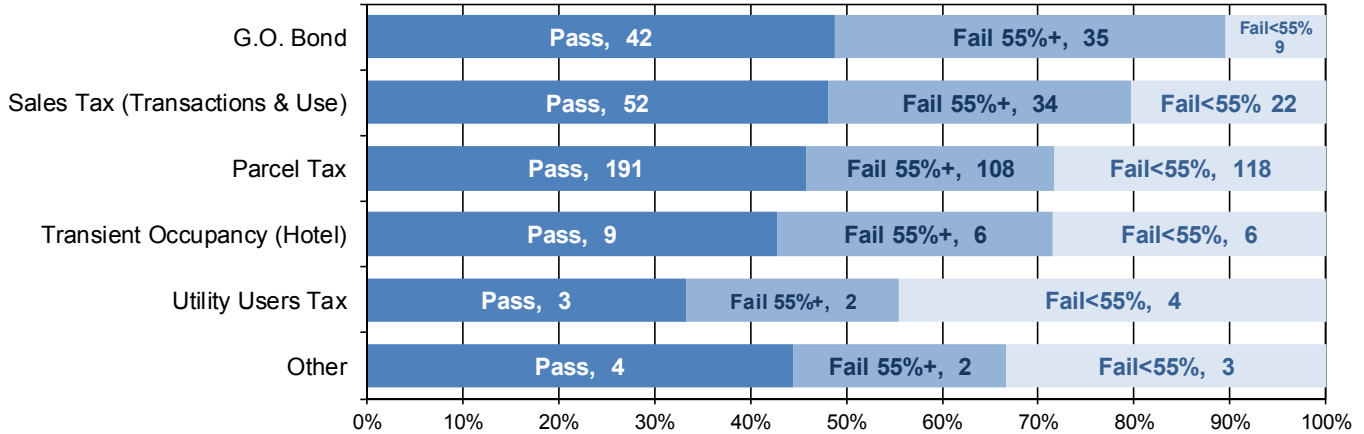 G.O. Bond
Pass, 42
Fail 55%+, 35
Fail<55%
9
Sales Tax (Transactions & Use)
Pass, 52
Fail 55%+, 34
Fail<55% 22
Parcel Tax
Pass, 191
Fail 55%+, 108
Fail<55%, 118
Transient Occupancy (Hotel)
Pass, 9
Fail 55%+, 6
Fail<55%, 6
Utility Users Tax
Pass, 3
Fail 55%+, 2
Fail<55%, 4
Other
Pass, 4
Fail 55%+, 2
Fail<55%, 3
0% 10% 20% 30% 40% 50% 60% 70% 80% 90% 100%